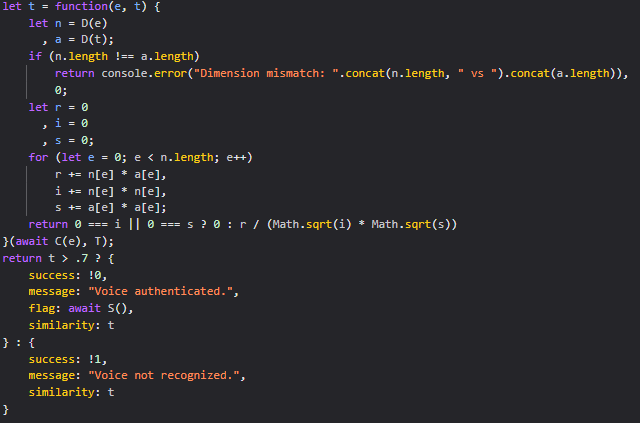 let t = function(e, t) {
    let n = D(e)
      , a = D(t);
    if (n.length !== a.length)
        return console.error("Dimension mismatch: ".concat(n.length, " vs ").concat(a.length)),
        0;
    let r = 0
      , i = 0
      , s = 0;
    for (let e = 0; e < n.length; e++)
        r += n[e] * a[e],
        i += n[e] * n[e],
        s += a[e] * a[e];
    return 0 === i || 0 === s ? 0 : r / (Math.sqrt(i) * Math.sqrt(s))
}(await C(e), T);
return t > .7 ? {
    success: !0,
    message: "Voice authenticated.",
    flag: await S(),
    similarity: t
} : {
    success: !1,
    message: "Voice not recognized.",
    similarity: t
}